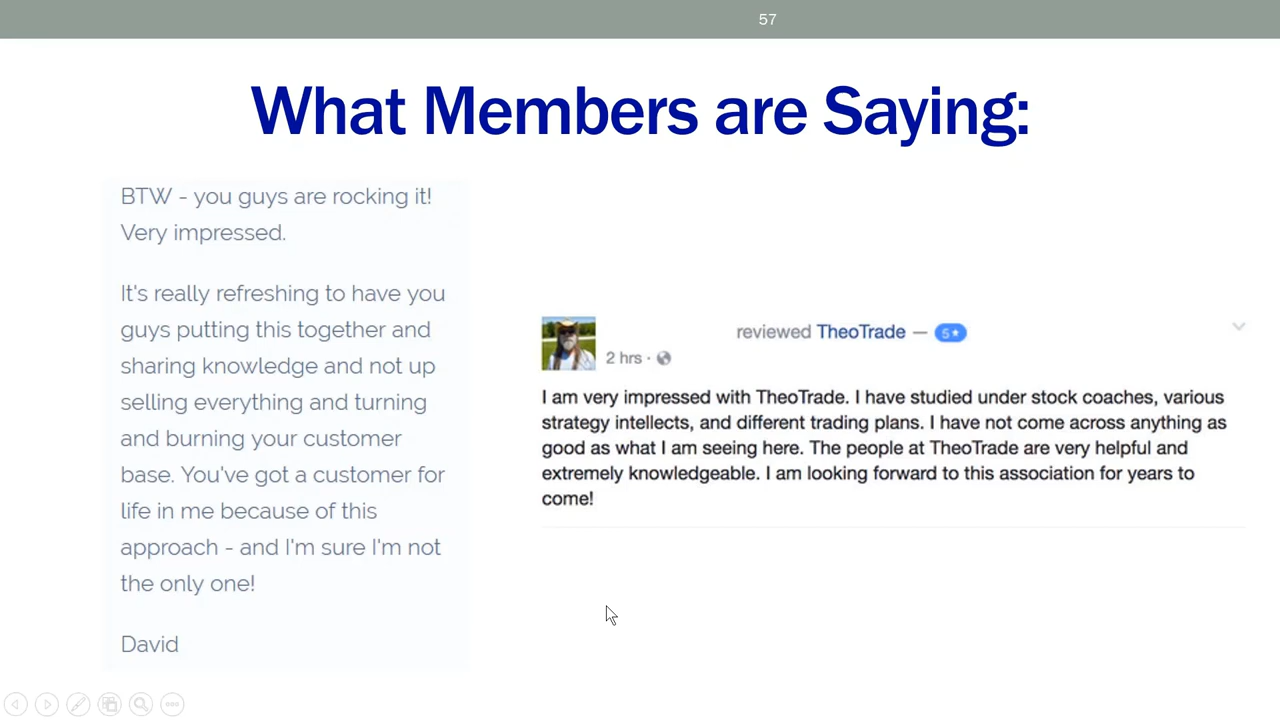 57
What Members are Saying:
BTW - you guys are rocking it!
Very impressed.
It's really refreshing to have you
guys putting this together and
sharing knowledge and not up
selling everything and turning
and burning your customer
base. You've got a customer for
life in me because of this
approach - and I'm sure I'm not
the only one!
David
reviewed TheoTrade — 5★
2 hrs ·
I am very impressed with TheoTrade. I have studied under stock coaches, various
strategy intellects, and different trading plans. I have not come across anything as
good as what I am seeing here. The people at TheoTrade are very helpful and
extremely knowledgeable. I am looking forward to this association for years to
come!